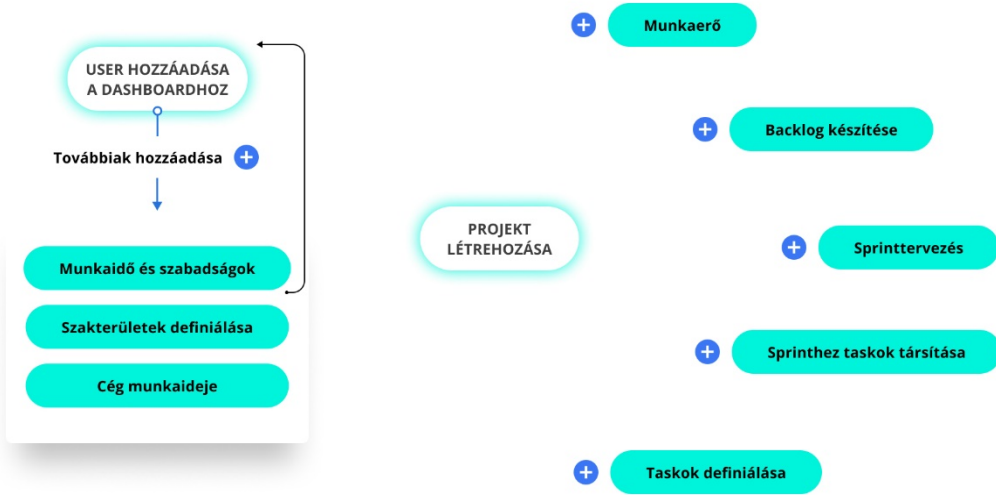 USER HOZZÁADÁSA
A DASHBOARDHOZ
Továbbiak hozzáadása
Munkaidő és szabadságok
Szakterületek definiálása
Cég munkaideje
PROJEKT
LÉTREHOZÁSA
Munkaerő
Backlog készítése
Sprinttervezés
Sprinthez taskok társítása
Taskok definiálása